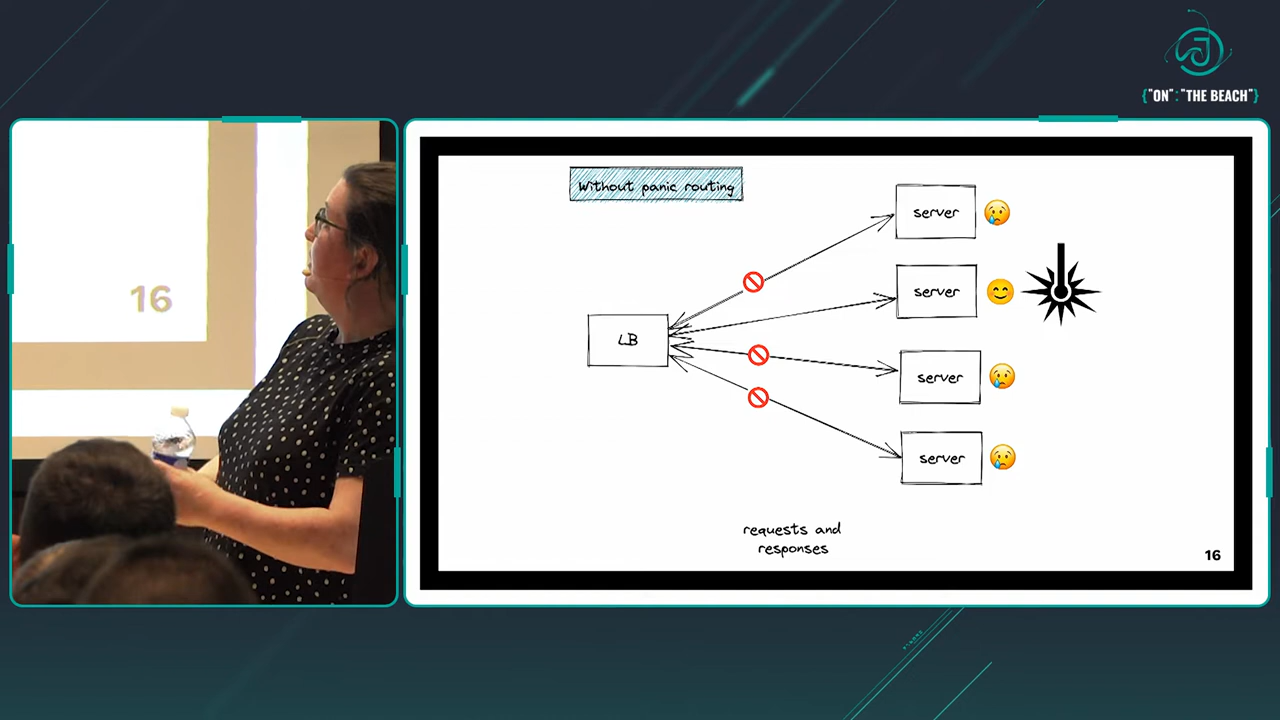 {"ON":"THE BEACH"}
16
Without panic routing
server
server
LB
server
server
requests and
responses
16